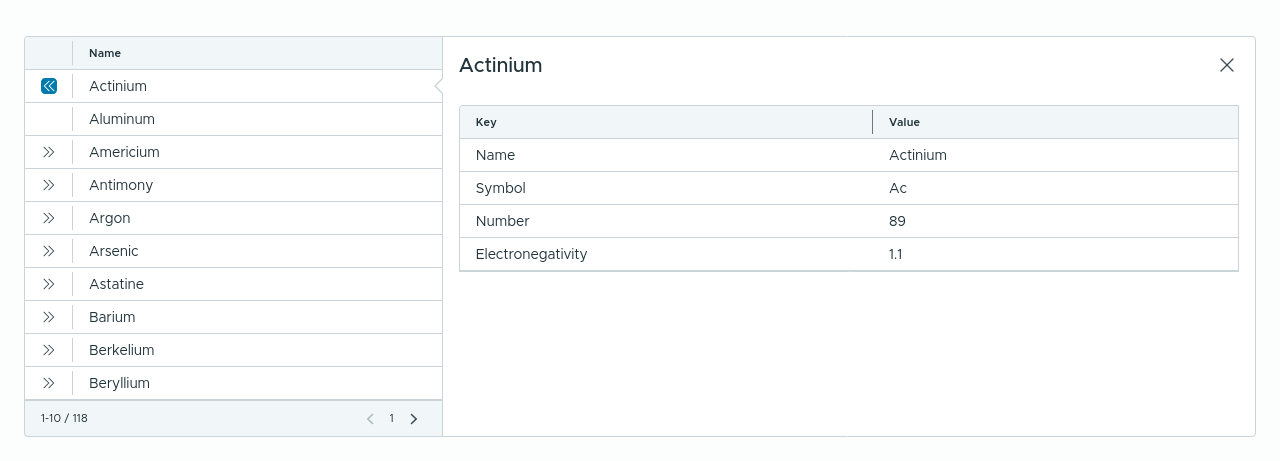 Name
Actinium
Aluminum
Americium
Antimony
Argon
Arsenic
Astatine
Barium
Berkelium
Beryllium
1-10 / 118 1
Actinium
Key Value
Name Actinium
Symbol Ac
Number 89
Electronegativity 1.1